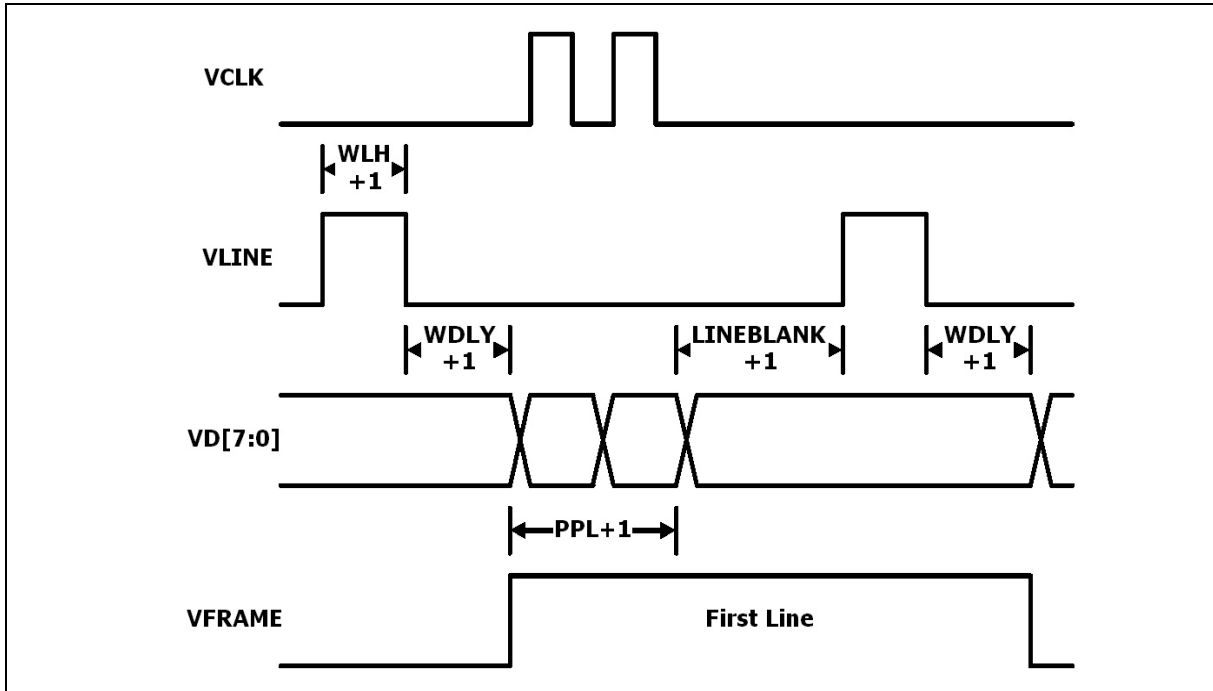 VCLK
WLH
+1
VLINE
WDLY
+1
LINEBLANK
+1
WDLY
+1
VD[7:0]
PPL+1
VFRAME
First Line